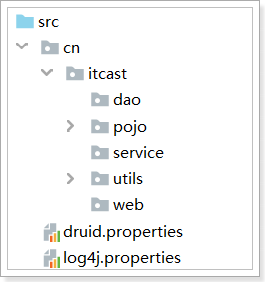 src
cn
itcast
dao
pojo
service
utils
web
druid.properties
log4j.properties